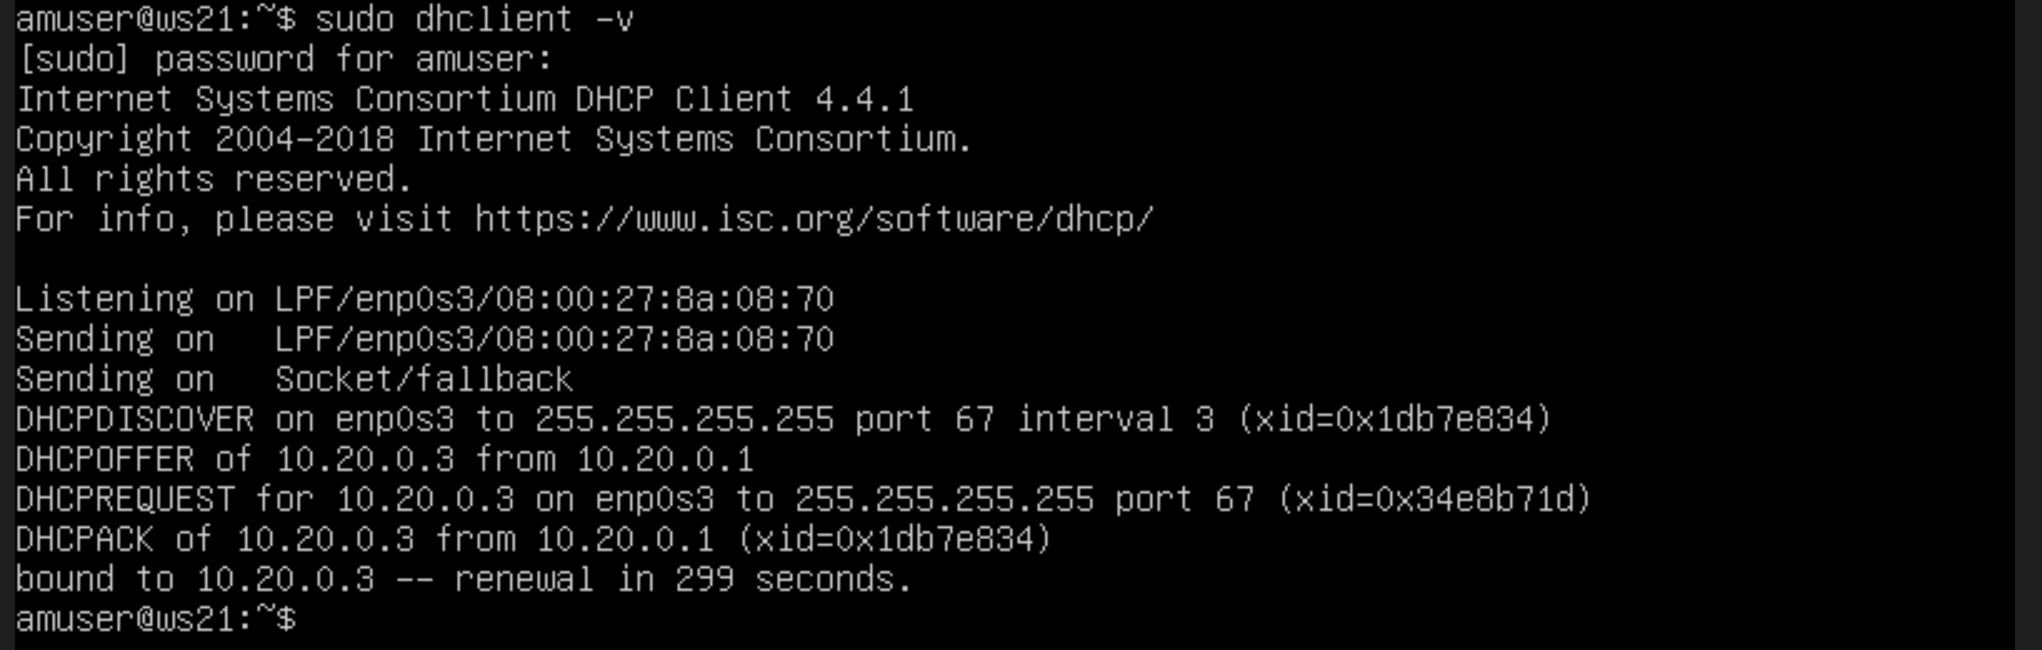 amuser@ws21:~$ sudo dhclient -v
[sudo] password for amuser:
Internet Systems Consortium DHCP Client 4.4.1
Copyright 2004-2018 Internet Systems Consortium.
All rights reserved.
For info, please visit https://www.isc.org/software/dhcp/

Listening on LPF/enp0s3/08:00:27:8a:08:70
Sending on   LPF/enp0s3/08:00:27:8a:08:70
Sending on   Socket/fallback
DHCPDISCOVER on enp0s3 to 255.255.255.255 port 67 interval 3 (xid=0x1db7e834)
DHCPOFFER of 10.20.0.3 from 10.20.0.1
DHCPREQUEST for 10.20.0.3 on enp0s3 to 255.255.255.255 port 67 (xid=0x34e8b71d)
DHCPACK of 10.20.0.3 from 10.20.0.1 (xid=0x1db7e834)
bound to 10.20.0.3 -- renewal in 299 seconds.
amuser@ws21:~$